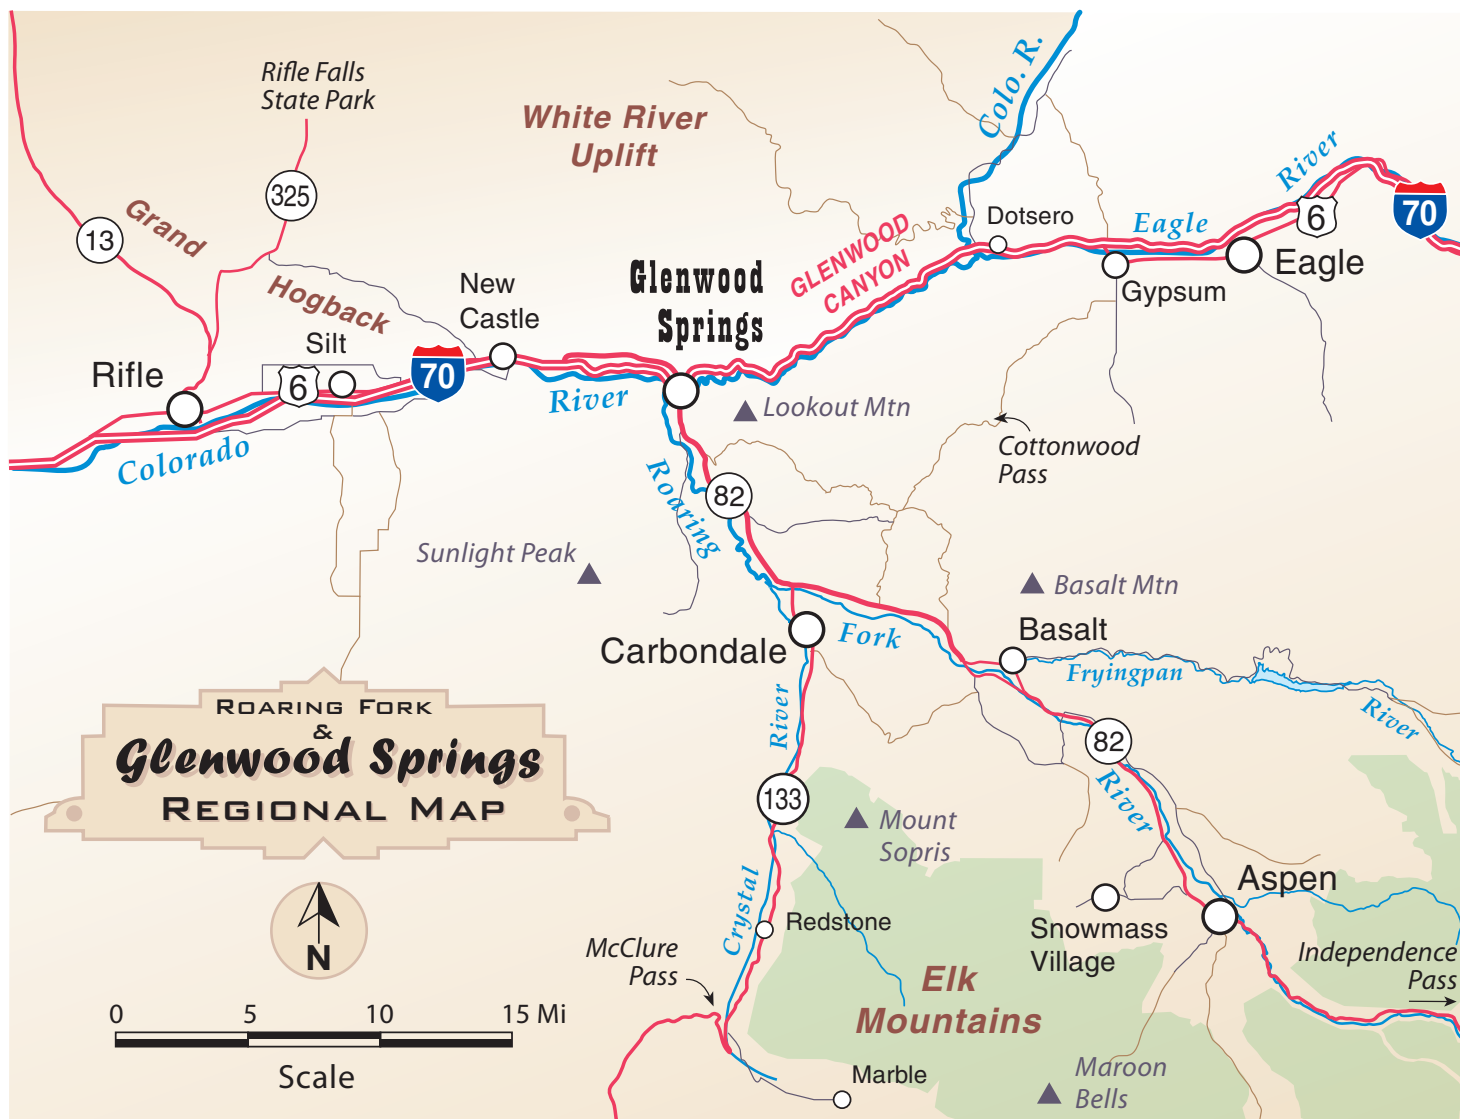 Rifle Falls
State Park
325
13
Grand
Hogback
White River
Uplift
Colo. R.
River
6
70
Dotsero
Eagle
Eagle
Gypsum
GLENWOOD
CANYON
Glenwood
Springs
New
Castle
Silt
Rifle
6
70
River
Colorado
Lookout Mtn
Cottonwood
Pass
Roaring
82
Sunlight Peak
Basalt Mtn
Basalt
Carbondale
Fork
Fryingpan
River
River
82
River
133
Mount
Sopris
Crystal
Redstone
Aspen
Snowmass
Village
Independence
Pass
McClure
Pass
Elk
Mountains
Marble
Maroon
Bells
ROARING FORK
&
Glenwood Springs
REGIONAL MAP
N
0 5 10 15 Mi
Scale